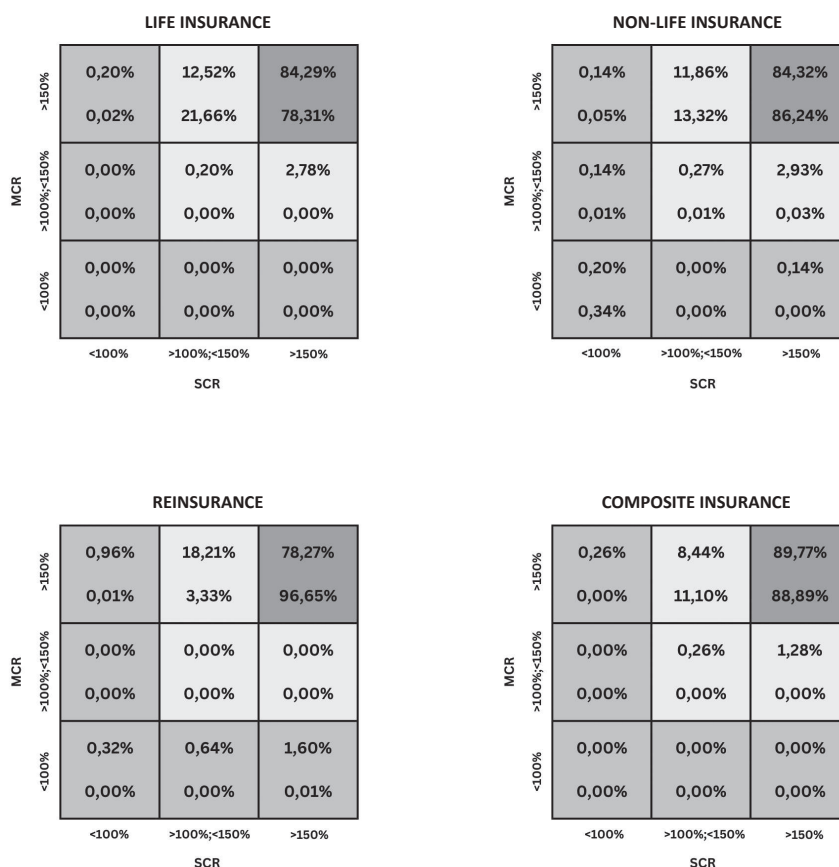 LIFE INSURANCE
MCR
>150%
0,20% 12,52% 84,29%
0,02% 21,66% 78,31%
>100%;<150%
0,00% 0,20% 2,78%
0,00% 0,00% 0,00%
<100%
0,00% 0,00% 0,00%
0,00% 0,00% 0,00%
<100% >100%;<150% >150%
SCR
NON-LIFE INSURANCE
MCR
>150%
0,14% 11,86% 84,32%
0,05% 13,32% 86,24%
>100%;<150%
0,14% 0,27% 2,93%
0,01% 0,01% 0,03%
<100%
0,20% 0,00% 0,14%
0,34% 0,00% 0,00%
<100% >100%;<150% >150%
SCR
REINSURANCE
MCR
>150%
0,96% 18,21% 78,27%
0,01% 3,33% 96,65%
>100%;<150%
0,00% 0,00% 0,00%
0,00% 0,00% 0,00%
<100%
0,32% 0,64% 1,60%
0,00% 0,00% 0,01%
<100% >100%;<150% >150%
SCR
COMPOSITE INSURANCE
MCR
>150%
0,26% 8,44% 89,77%
0,00% 11,10% 88,89%
>100%;<150%
0,00% 0,26% 1,28%
0,00% 0,00% 0,00%
<100%
0,00% 0,00% 0,00%
0,00% 0,00% 0,00%
<100% >100%;<150% >150%
SCR